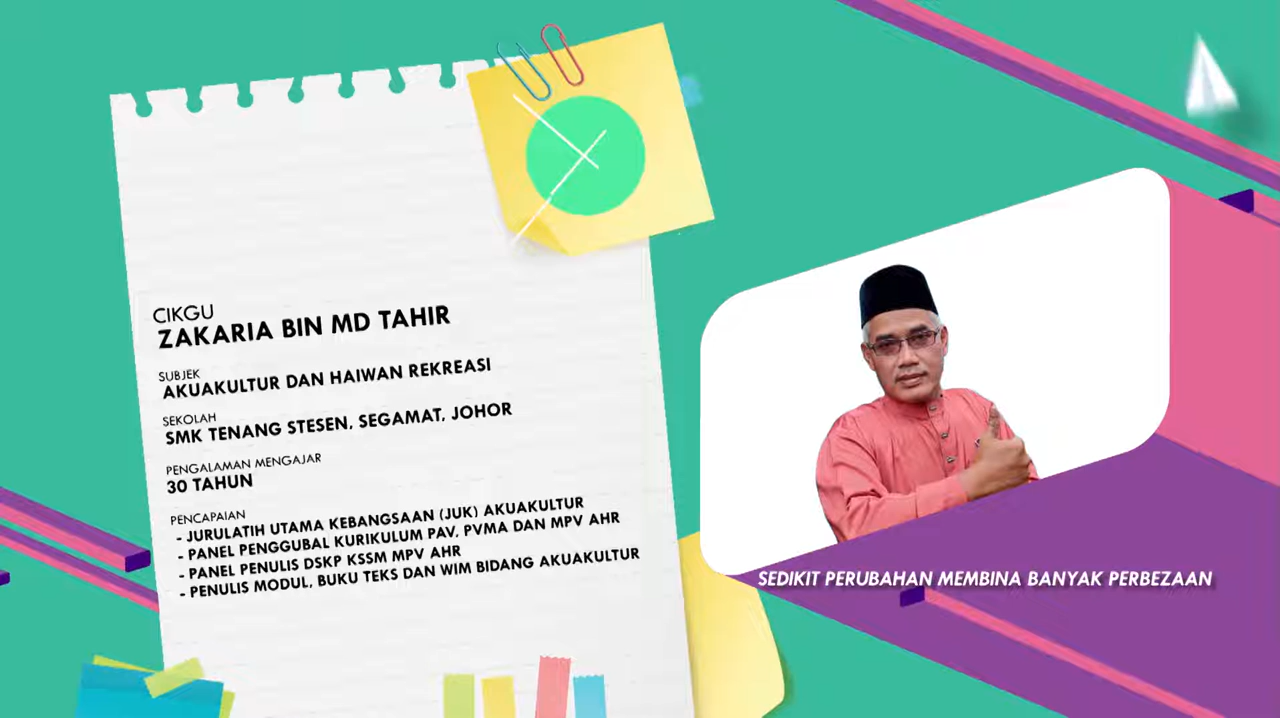 CIKGU
ZAKARIA BIN MD TAHIR
SUBJEK
AKUAKULTUR DAN HAIWAN REKREASI
SEKOLAH
SMK TENANG STESEN, SEGAMAT, JOHOR
PENGALAMAN MENGAJAR
30 TAHUN
PENCAPAIAN
- JURULATIH UTAMA KEBANGSAAN (JUK) AKUAKULTUR
- PANEL PENGGUBAL KURIKULUM PAV, PVMA DAN MPV AHR
- PANEL PENULIS DSKP KSSM MPV AHR
- PENULIS MODUL, BUKU TEKS DAN WIM BIDANG AKUAKULTUR
SEDIKIT PERUBAHAN MEMBINA BANYAK PERBEZAAN